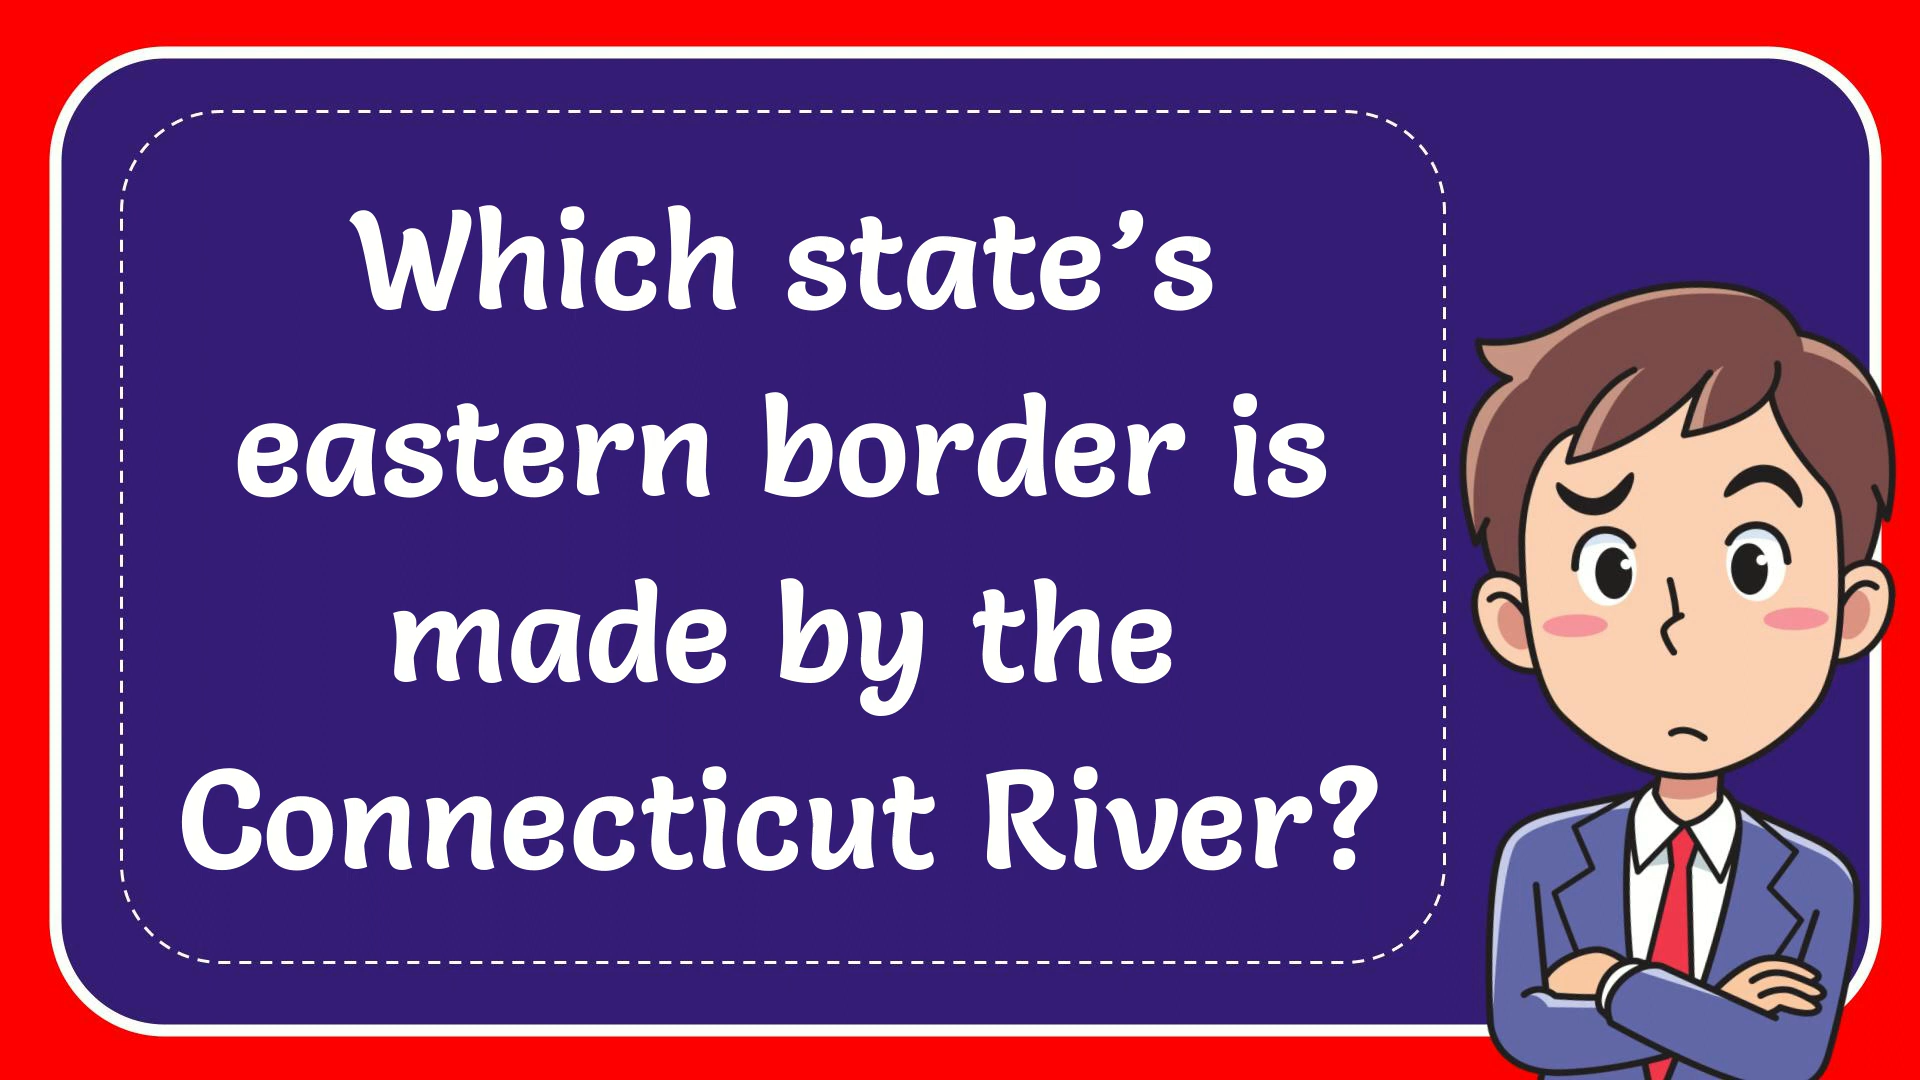 Which state’s
eastern border is
made by the
Connecticut River?